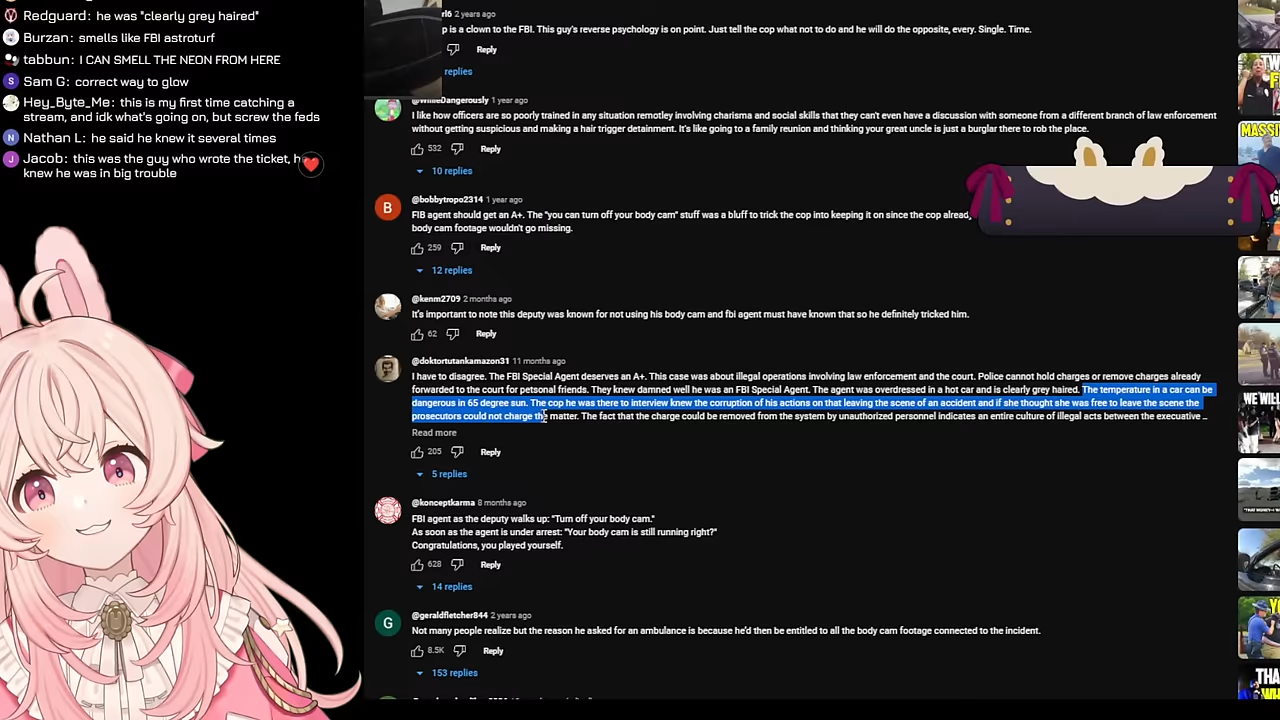 Redguard: he was "clearly grey haired"
Burzan: smells like FBI astroturf
tabbun: I CAN SMELL THE NEON FROM HERE
Sam G: correct way to glow
Hey_Byte_Me: this is my first time catching a
stream, and idk what's going on, but screw the feds
Nathan L: he said he knew it several times
Jacob: this was the guy who wrote the ticket, h
knew he was in big trouble
rl6 2 years ago
p is a clown to the FBI. This guy's reverse psychology is on point. Just tell the cop what not to do and he will do the opposite, every. Single. Time.
Reply
replies
@WillieDangerously 1 year ago
I like how officers are so poorly trained in any situation remotley involving charisma and social skills that they can't even have a discussion with someone from a different branch of law enforcement
without getting suspicious and making a hair trigger detainment. It's like going to a family reunion and thinking your great uncle is just a burglar there to rob the place.
532 Reply
10 replies
B
@bobbytropo2314 1 year ago
FIB agent should get an A+. The "you can turn off your body cam" stuff was a bluff to trick the cop into keeping it on since the cop already
body cam footage wouldn't go missing.
259 Reply
12 replies
@kenm2709 2 months ago
It's important to note this deputy was known for not using his body cam and fbi agent must have known that so he definitely tricked him.
62 Reply
@doktortutankamazon31 11 months ago
I have to disagree. The FBI Special Agent deserves an A+. This case was about illegal operations involving law enforcement and the court. Police cannot hold charges or remove charges already
forwarded to the court for petsonal friends. They knew damned well he was an FBI Special Agent. The agent was overdressed in a hot car and is clearly grey haired. The temperature in a car can be
dangerous in 65 degree sun. The cop he was there to interview knew the corruption of his actions on that leaving the scene of an accident and if she thought she was free to leave the scene the
prosecutors could not charge the matter. The fact that the charge could be removed from the system by unauthorized personnel indicates an entire culture of illegal acts between the execuative ...
Read more
205 Reply
5 replies
@konceptkarma 8 months ago
FBI agent as the deputy walks up: "Turn off your body cam."
As soon as the agent is under arrest: "Your body cam is still running right?"
Congratulations, you played yourself.
628 Reply
14 replies
G
@geraldfletcher844 2 years ago
Not many people realize but the reason he asked for an ambulance is because he'd then be entitled to all the body cam footage connected to the incident.
8.5K Reply
153 replies
MASSIV
WE WILL
THA